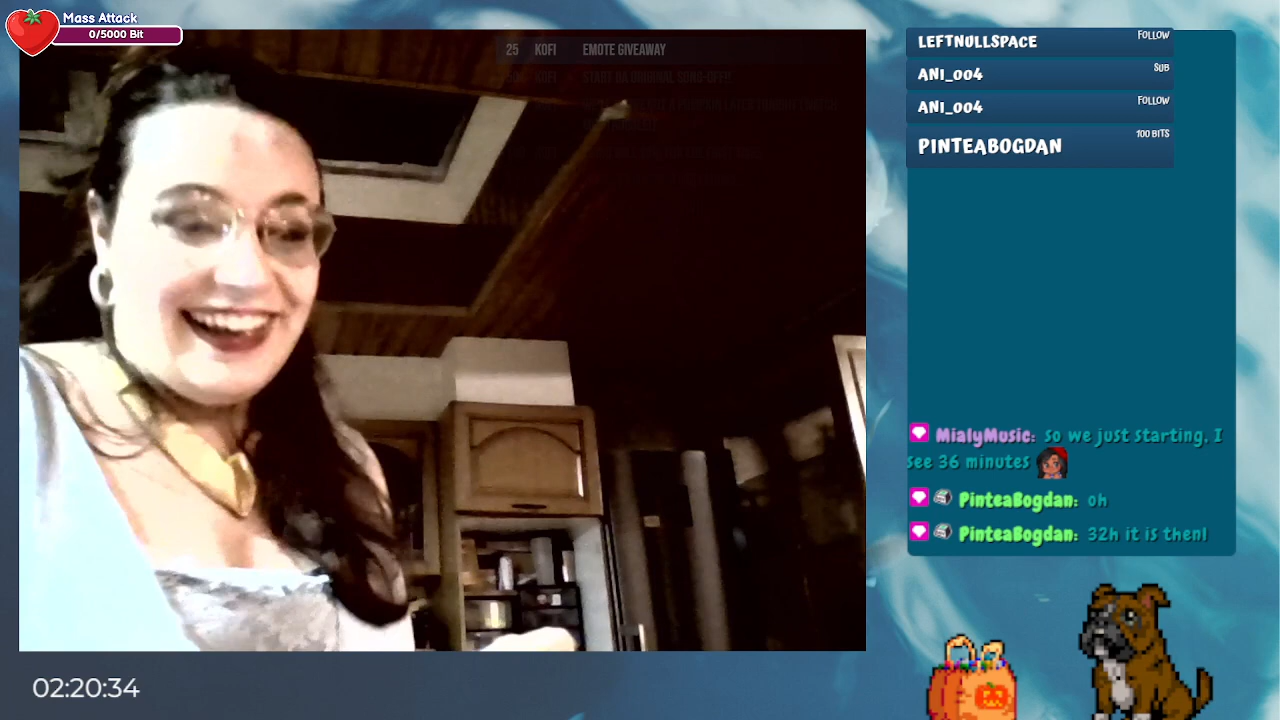 Mass Attack
0/5000 Bit
25 KOFI EMOTE GIVEAWAY
LEFTNULLSPACE FOLLOW
ANI_004 SUB
ANI_004 FOLLOW
PINTEABOGDAN 100 BITS
MialyMusic: so we just starting, I
see 36 minutes
PinteaBogdan: oh
PinteaBogdan: 32h it is then!
02:20:34